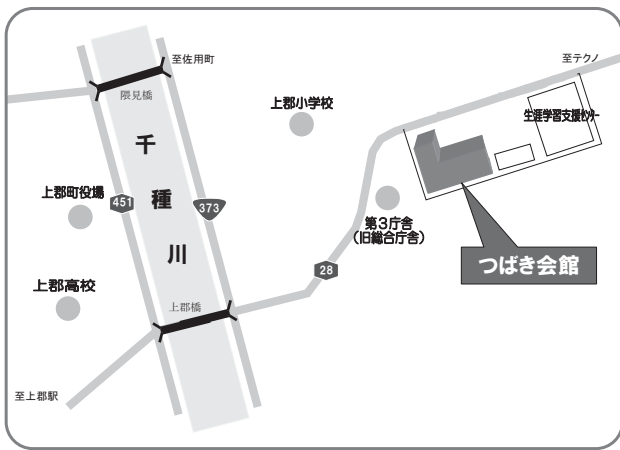 至佐用町
至テクノ
隈見橋
上郡小学校
生涯学習支援センター
千種川
上郡町役場
451
373
第3庁舎
(旧総合庁舎)
つばき会館
28
上郡高校
上郡橋
至上郡駅